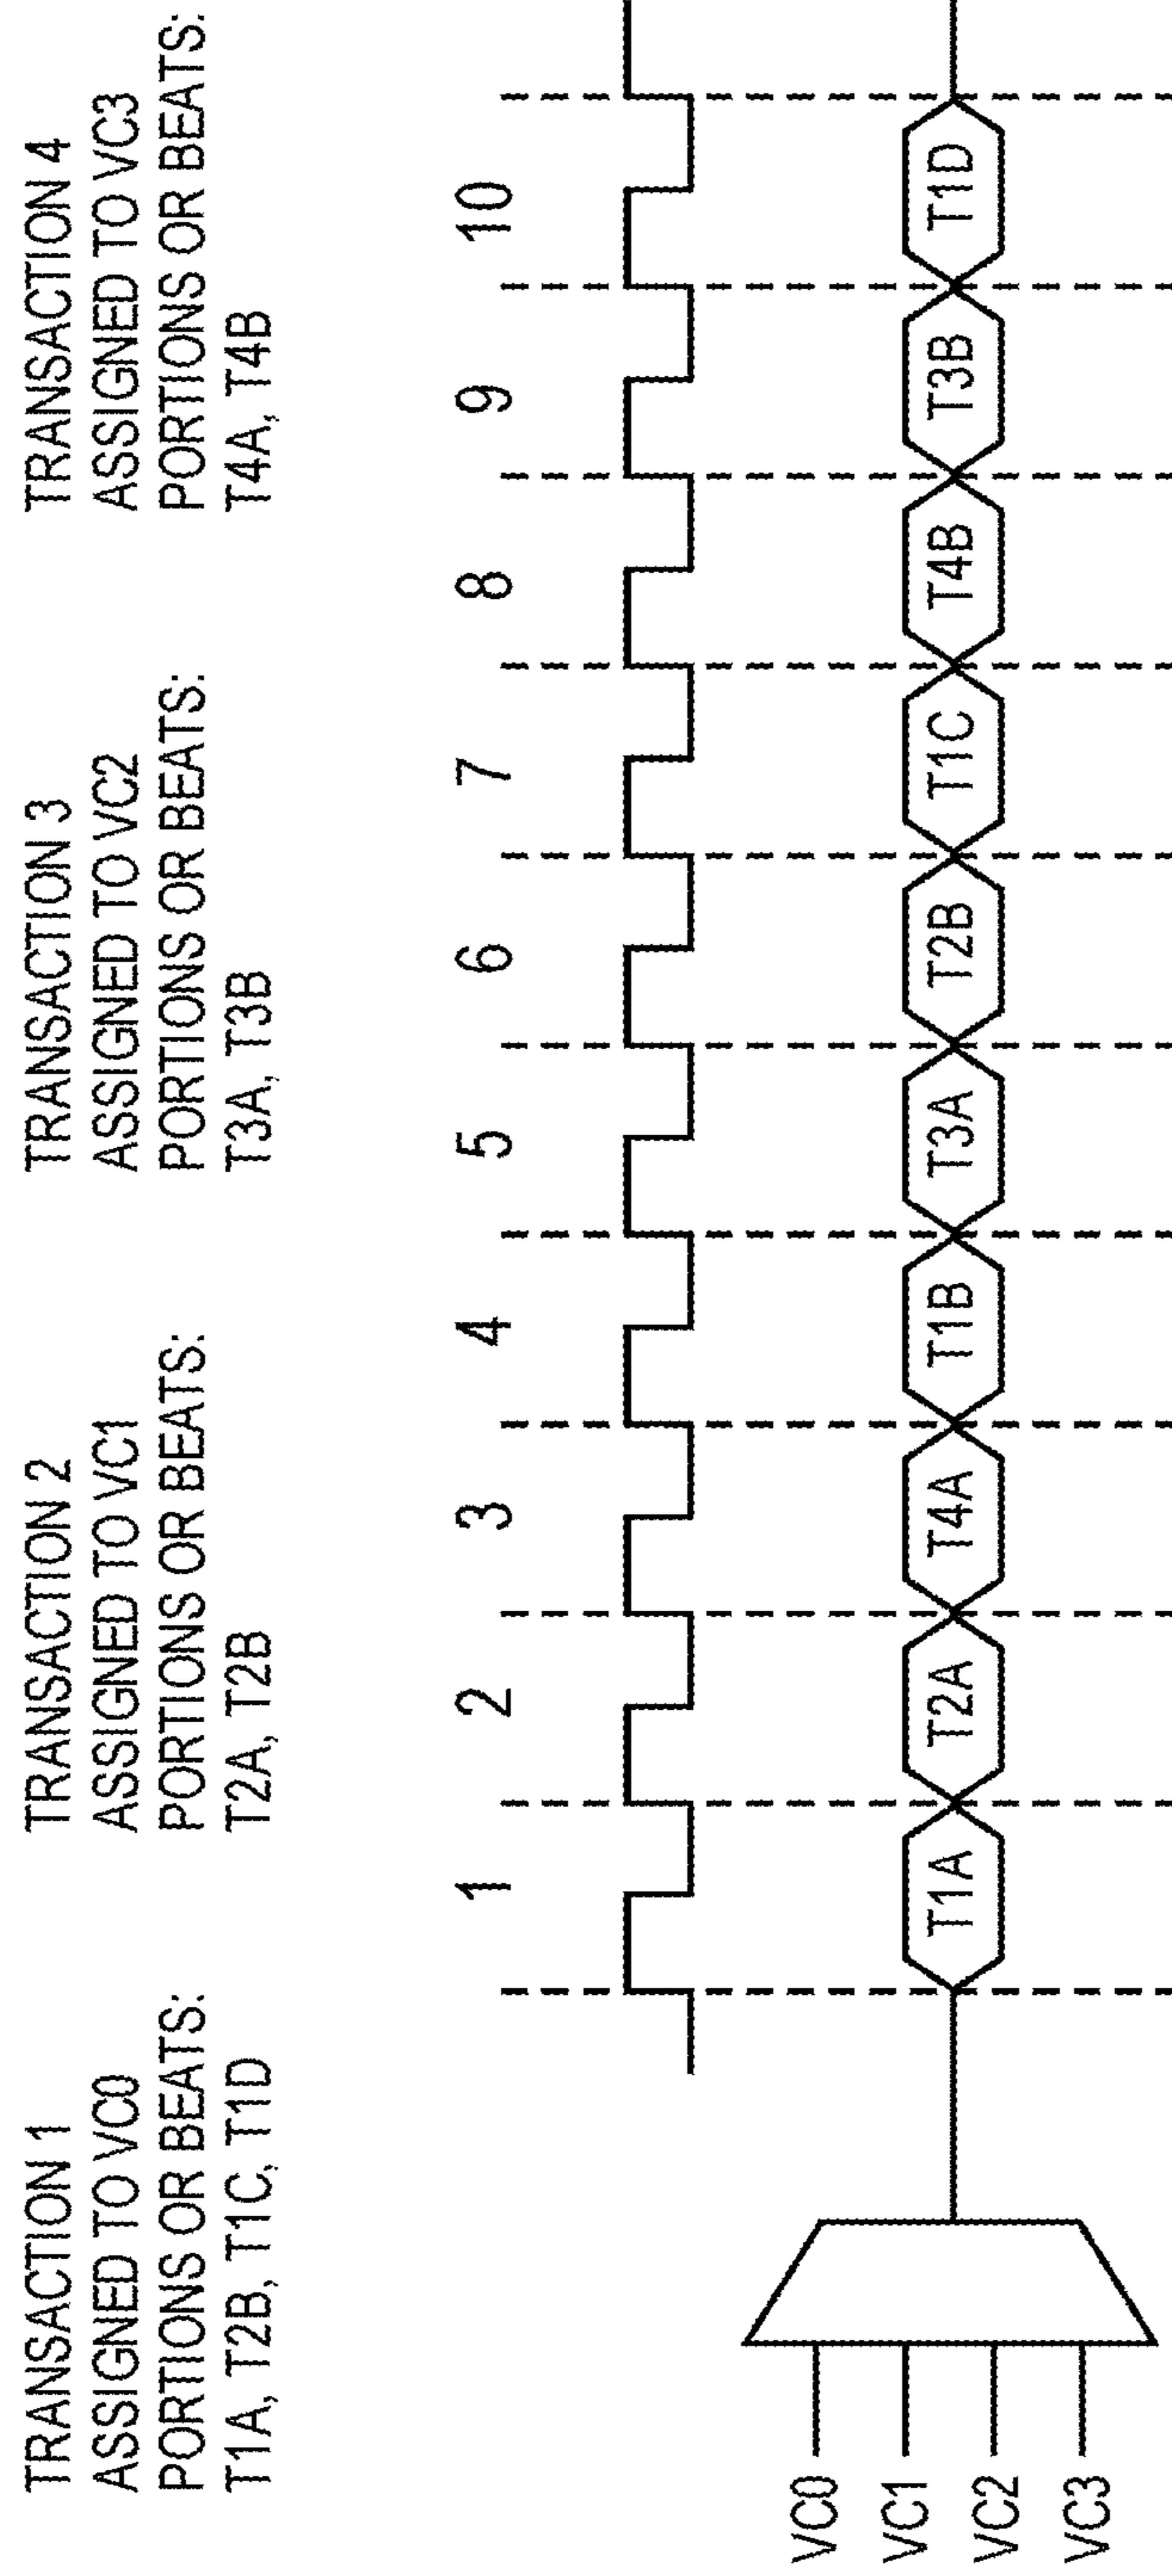 TRANSACTION 1
ASSIGNED TO VC0
PORTIONS OR BEATS:
T1A, T2B, T1C, T1D
TRANSACTION 2
ASSIGNED TO VC1
PORTIONS OR BEATS:
T2A, T2B
TRANSACTION 3
ASSIGNED TO VC2
PORTIONS OR BEATS:
T3A, T3B
TRANSACTION 4
ASSIGNED TO VC3
PORTIONS OR BEATS:
T4A, T4B
1 2 3 4 5 6 7 8 9 10
VC0
VC1
VC2
VC3
T1A T2A T4A T1B T3A T2B T1C T4B T3B T1D